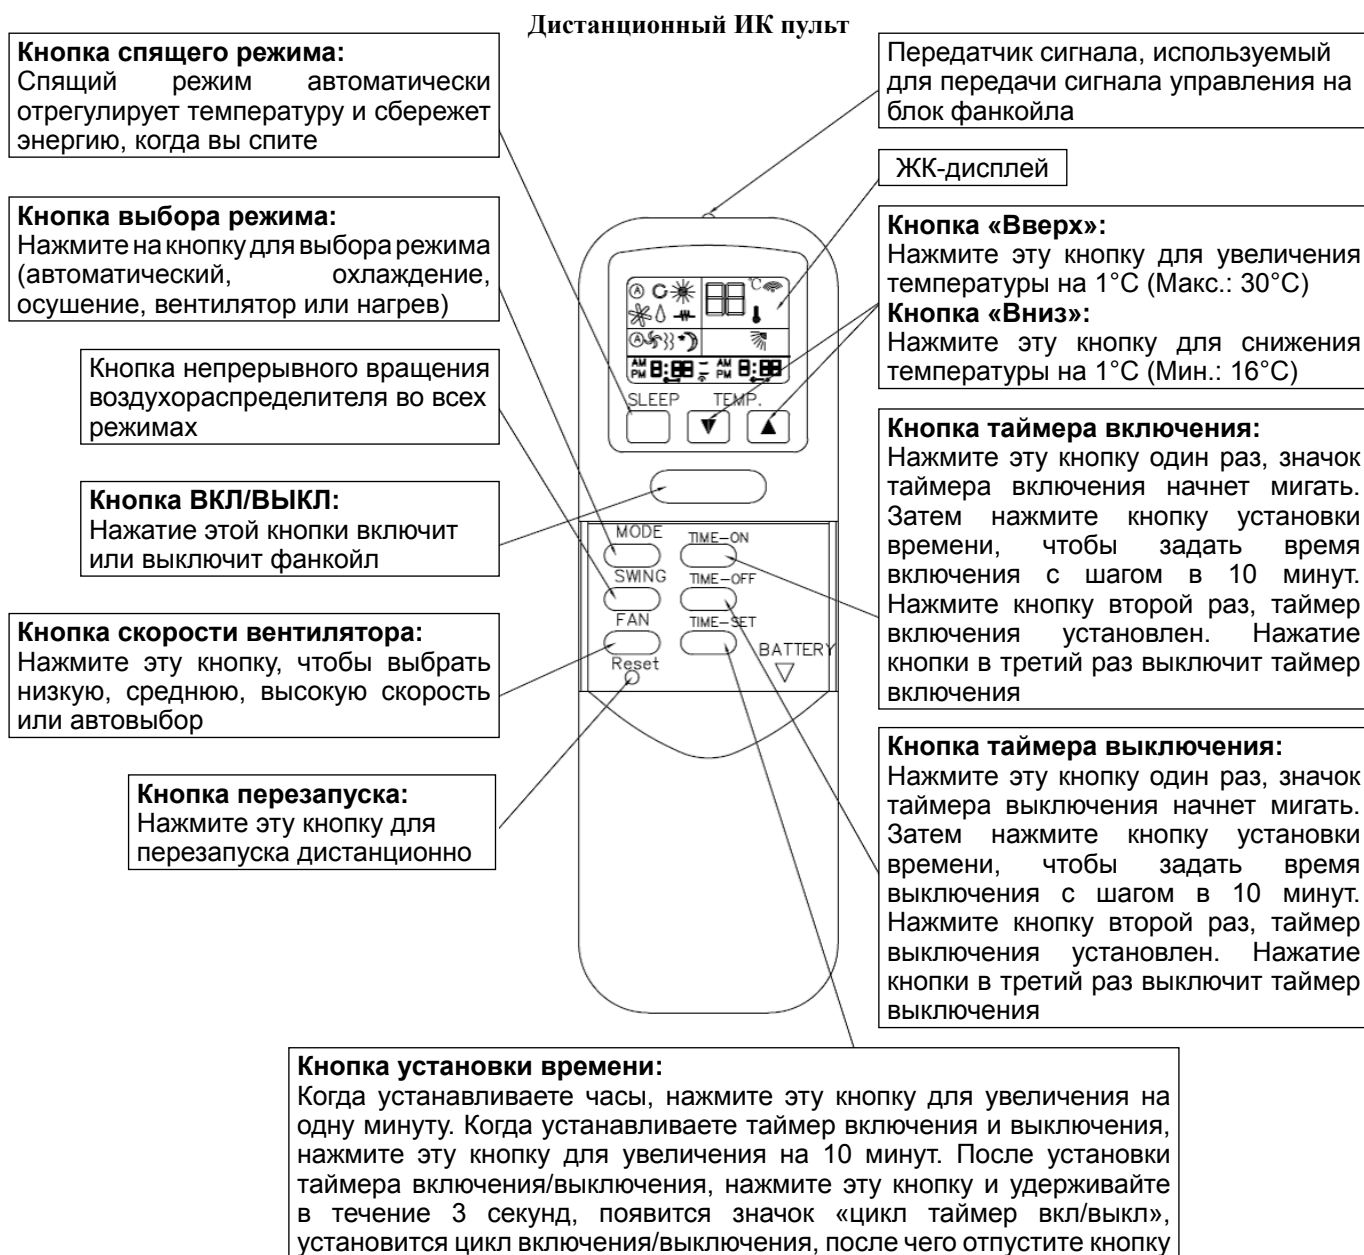 Дистанционный ИК пульт
Кнопка спящего режима:
Спящий режим автоматически
отрегулирует температуру и сбережет
энергию, когда вы спите
Кнопка выбора режима:
Нажмите на кнопку для выбора режима
(автоматический, охлаждение,
осушение, вентилятор или нагрев)
Кнопка непрерывного вращения
воздухораспределителя во всех
режимах
Кнопка ВКЛ/ВЫКЛ:
Нажатие этой кнопки включит
или выключит фанкойл
Кнопка скорости вентилятора:
Нажмите эту кнопку, чтобы выбрать
низкую, среднюю, высокую скорость
или автовыбор
Кнопка перезапуска:
Нажмите эту кнопку для
перезапуска дистанционно
°C
A
A
AM
PM
8:88
AM
PM
8:88
SLEEP TEMP.
▼ ▲
MODE TIME-ON
SWING TIME-OFF
FAN TIME-SET
Reset BATTERY
Передатчик сигнала, используемый
для передачи сигнала управления на
блок фанкойла
ЖК-дисплей
Кнопка «Вверх»:
Нажмите эту кнопку для увеличения
температуры на 1°C (Макс.: 30°C)
Кнопка «Вниз»:
Нажмите эту кнопку для снижения
температуры на 1°C (Мин.: 16°C)
Кнопка таймера включения:
Нажмите эту кнопку один раз, значок
таймера включения начнет мигать.
Затем нажмите кнопку установки
времени, чтобы задать время
включения с шагом в 10 минут.
Нажмите кнопку второй раз, таймер
включения установлен. Нажатие
кнопки в третий раз выключит таймер
включения
Кнопка таймера выключения:
Нажмите эту кнопку один раз, значок
таймера выключения начнет мигать.
Затем нажмите кнопку установки
времени, чтобы задать время
выключения с шагом в 10 минут.
Нажмите кнопку второй раз, таймер
выключения установлен. Нажатие
кнопки в третий раз выключит таймер
выключения
Кнопка установки времени:
Когда устанавливаете часы, нажмите эту кнопку для увеличения на
одну минуту. Когда устанавливаете таймер включения и выключения,
нажмите эту кнопку для увеличения на 10 минут. После установки
таймера включения/выключения, нажмите эту кнопку и удерживайте
в течение 3 секунд, появится значок «цикл таймер вкл/выкл»,
установится цикл включения/выключения, после чего отпустите кнопку